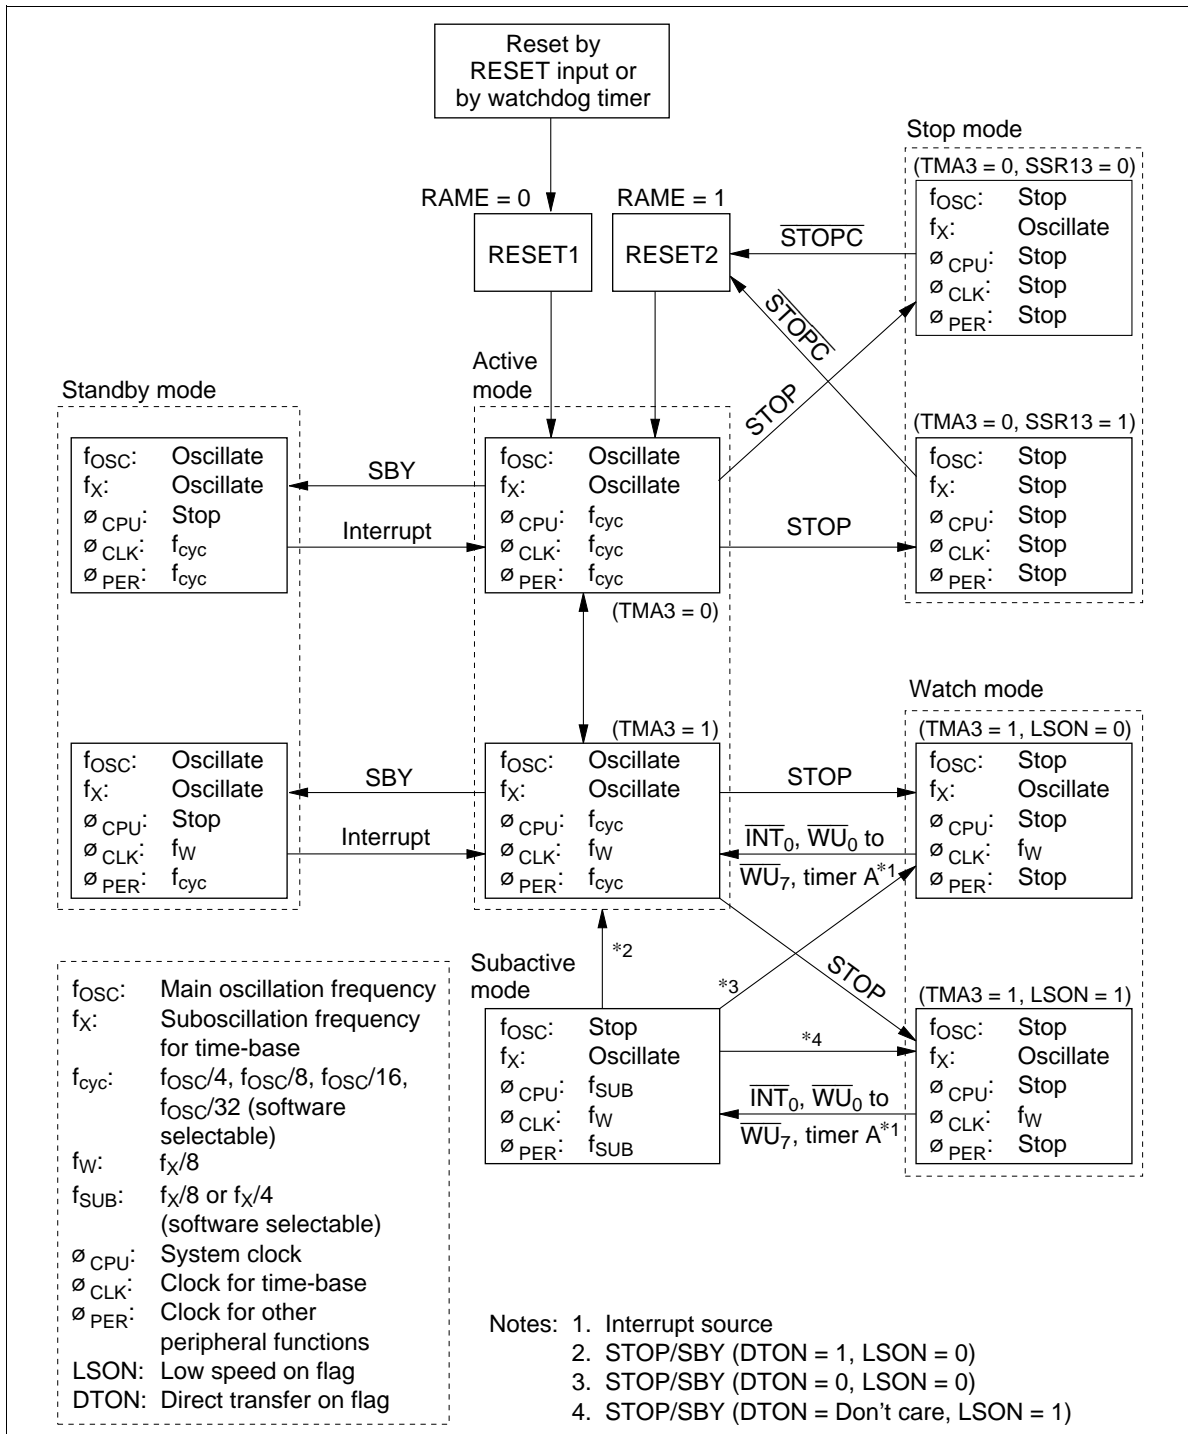 Reset by
RESET input or
by watchdog timer
RAME = 0
RAME = 1
RESET1
RESET2
Stop mode
(TMA3 = 0, SSR13 = 0)
fOSC: Stop
fX: Oscillate
ø CPU: Stop
ø CLK: Stop
ø PER: Stop
STOPC
STOPC
STOP
Standby mode
Active
mode
(TMA3 = 0, SSR13 = 1)
fOSC: Oscillate
fX: Oscillate
ø CPU: Stop
ø CLK: fcyc
ø PER: fcyc
SBY
Interrupt
fOSC: Oscillate
fX: Oscillate
ø CPU: fcyc
ø CLK: fcyc
ø PER: fcyc
(TMA3 = 0)
STOP
fOSC: Stop
fX: Stop
ø CPU: Stop
ø CLK: Stop
ø PER: Stop
Watch mode
(TMA3 = 1)
(TMA3 = 1, LSON = 0)
fOSC: Oscillate
fX: Oscillate
ø CPU: Stop
ø CLK: fW
ø PER: fcyc
SBY
Interrupt
fOSC: Oscillate
fX: Oscillate
ø CPU: fcyc
ø CLK: fW
ø PER: fcyc
STOP
INT0, WU0 to
WU7, timer A*1
fOSC: Stop
fX: Oscillate
ø CPU: Stop
ø CLK: fW
ø PER: Stop
*2
*3
STOP
Subactive
mode
(TMA3 = 1, LSON = 1)
fOSC: Stop
fX: Oscillate
ø CPU: fSUB
ø CLK: fW
ø PER: fSUB
*4
INT0, WU0 to
WU7, timer A*1
fOSC: Stop
fX: Oscillate
ø CPU: Stop
ø CLK: fW
ø PER: Stop
fOSC: Main oscillation frequency
fX: Suboscillation frequency
for time-base
fcyc: fOSC/4, fOSC/8, fOSC/16,
fOSC/32 (software
selectable)
fW: fX/8
fSUB: fX/8 or fX/4
(software selectable)
ø CPU: System clock
ø CLK: Clock for time-base
ø PER: Clock for other
peripheral functions
LSON: Low speed on flag
DTON: Direct transfer on flag
Notes: 1. Interrupt source
2. STOP/SBY (DTON = 1, LSON = 0)
3. STOP/SBY (DTON = 0, LSON = 0)
4. STOP/SBY (DTON = Don't care, LSON = 1)